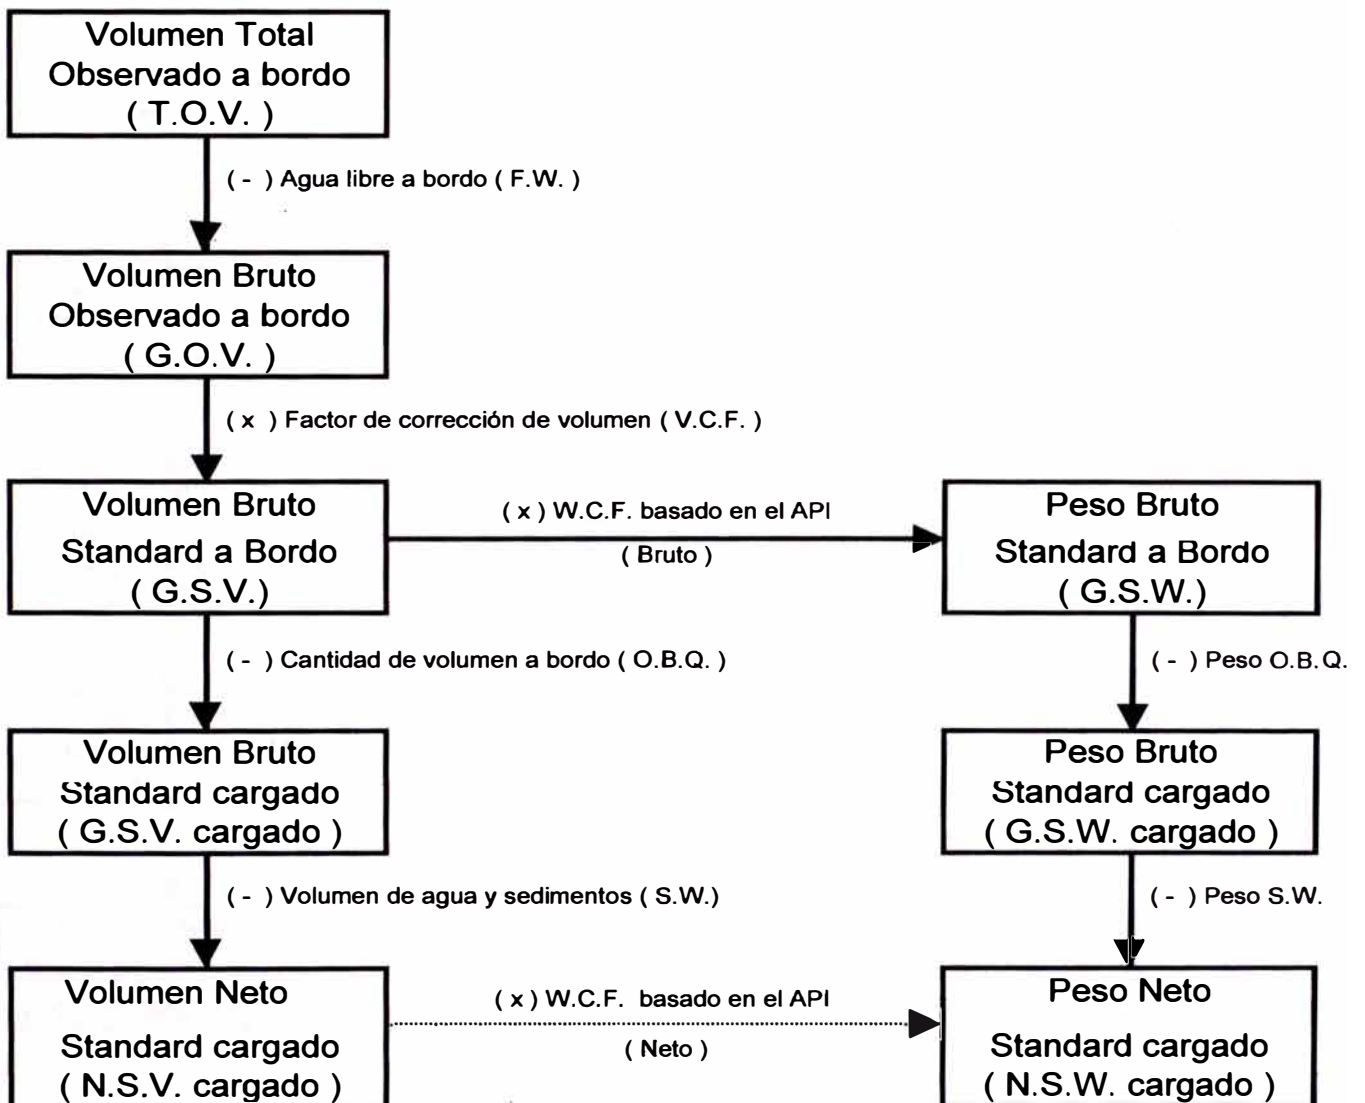 Volumen Total
Observado a bordo
( T.O.V. )
( - ) Agua libre a bordo ( F.W. )
Volumen Bruto
Observado a bordo
( G.O.V. )
( x ) Factor de corrección de volumen ( V.C.F. )
Volumen Bruto
Standard a Bordo
( G.S.V.)
( x ) W.C.F. basado en el API
( Bruto )
Peso Bruto
Standard a Bordo
( G.S.W.)
( - ) Cantidad de volumen a bordo ( O.B.Q. )
( - ) Peso O.B.Q.
Volumen Bruto
Standard cargado
( G.S.V. cargado )
Peso Bruto
Standard cargado
( G.S.W. cargado )
( - ) Volumen de agua y sedimentos ( S.W.)
( - ) Peso S.W.
Volumen Neto
Standard cargado
( N.S.V. cargado )
( x ) W.C.F. basado en el API
( Neto )
Peso Neto
Standard cargado
( N.S.W. cargado )